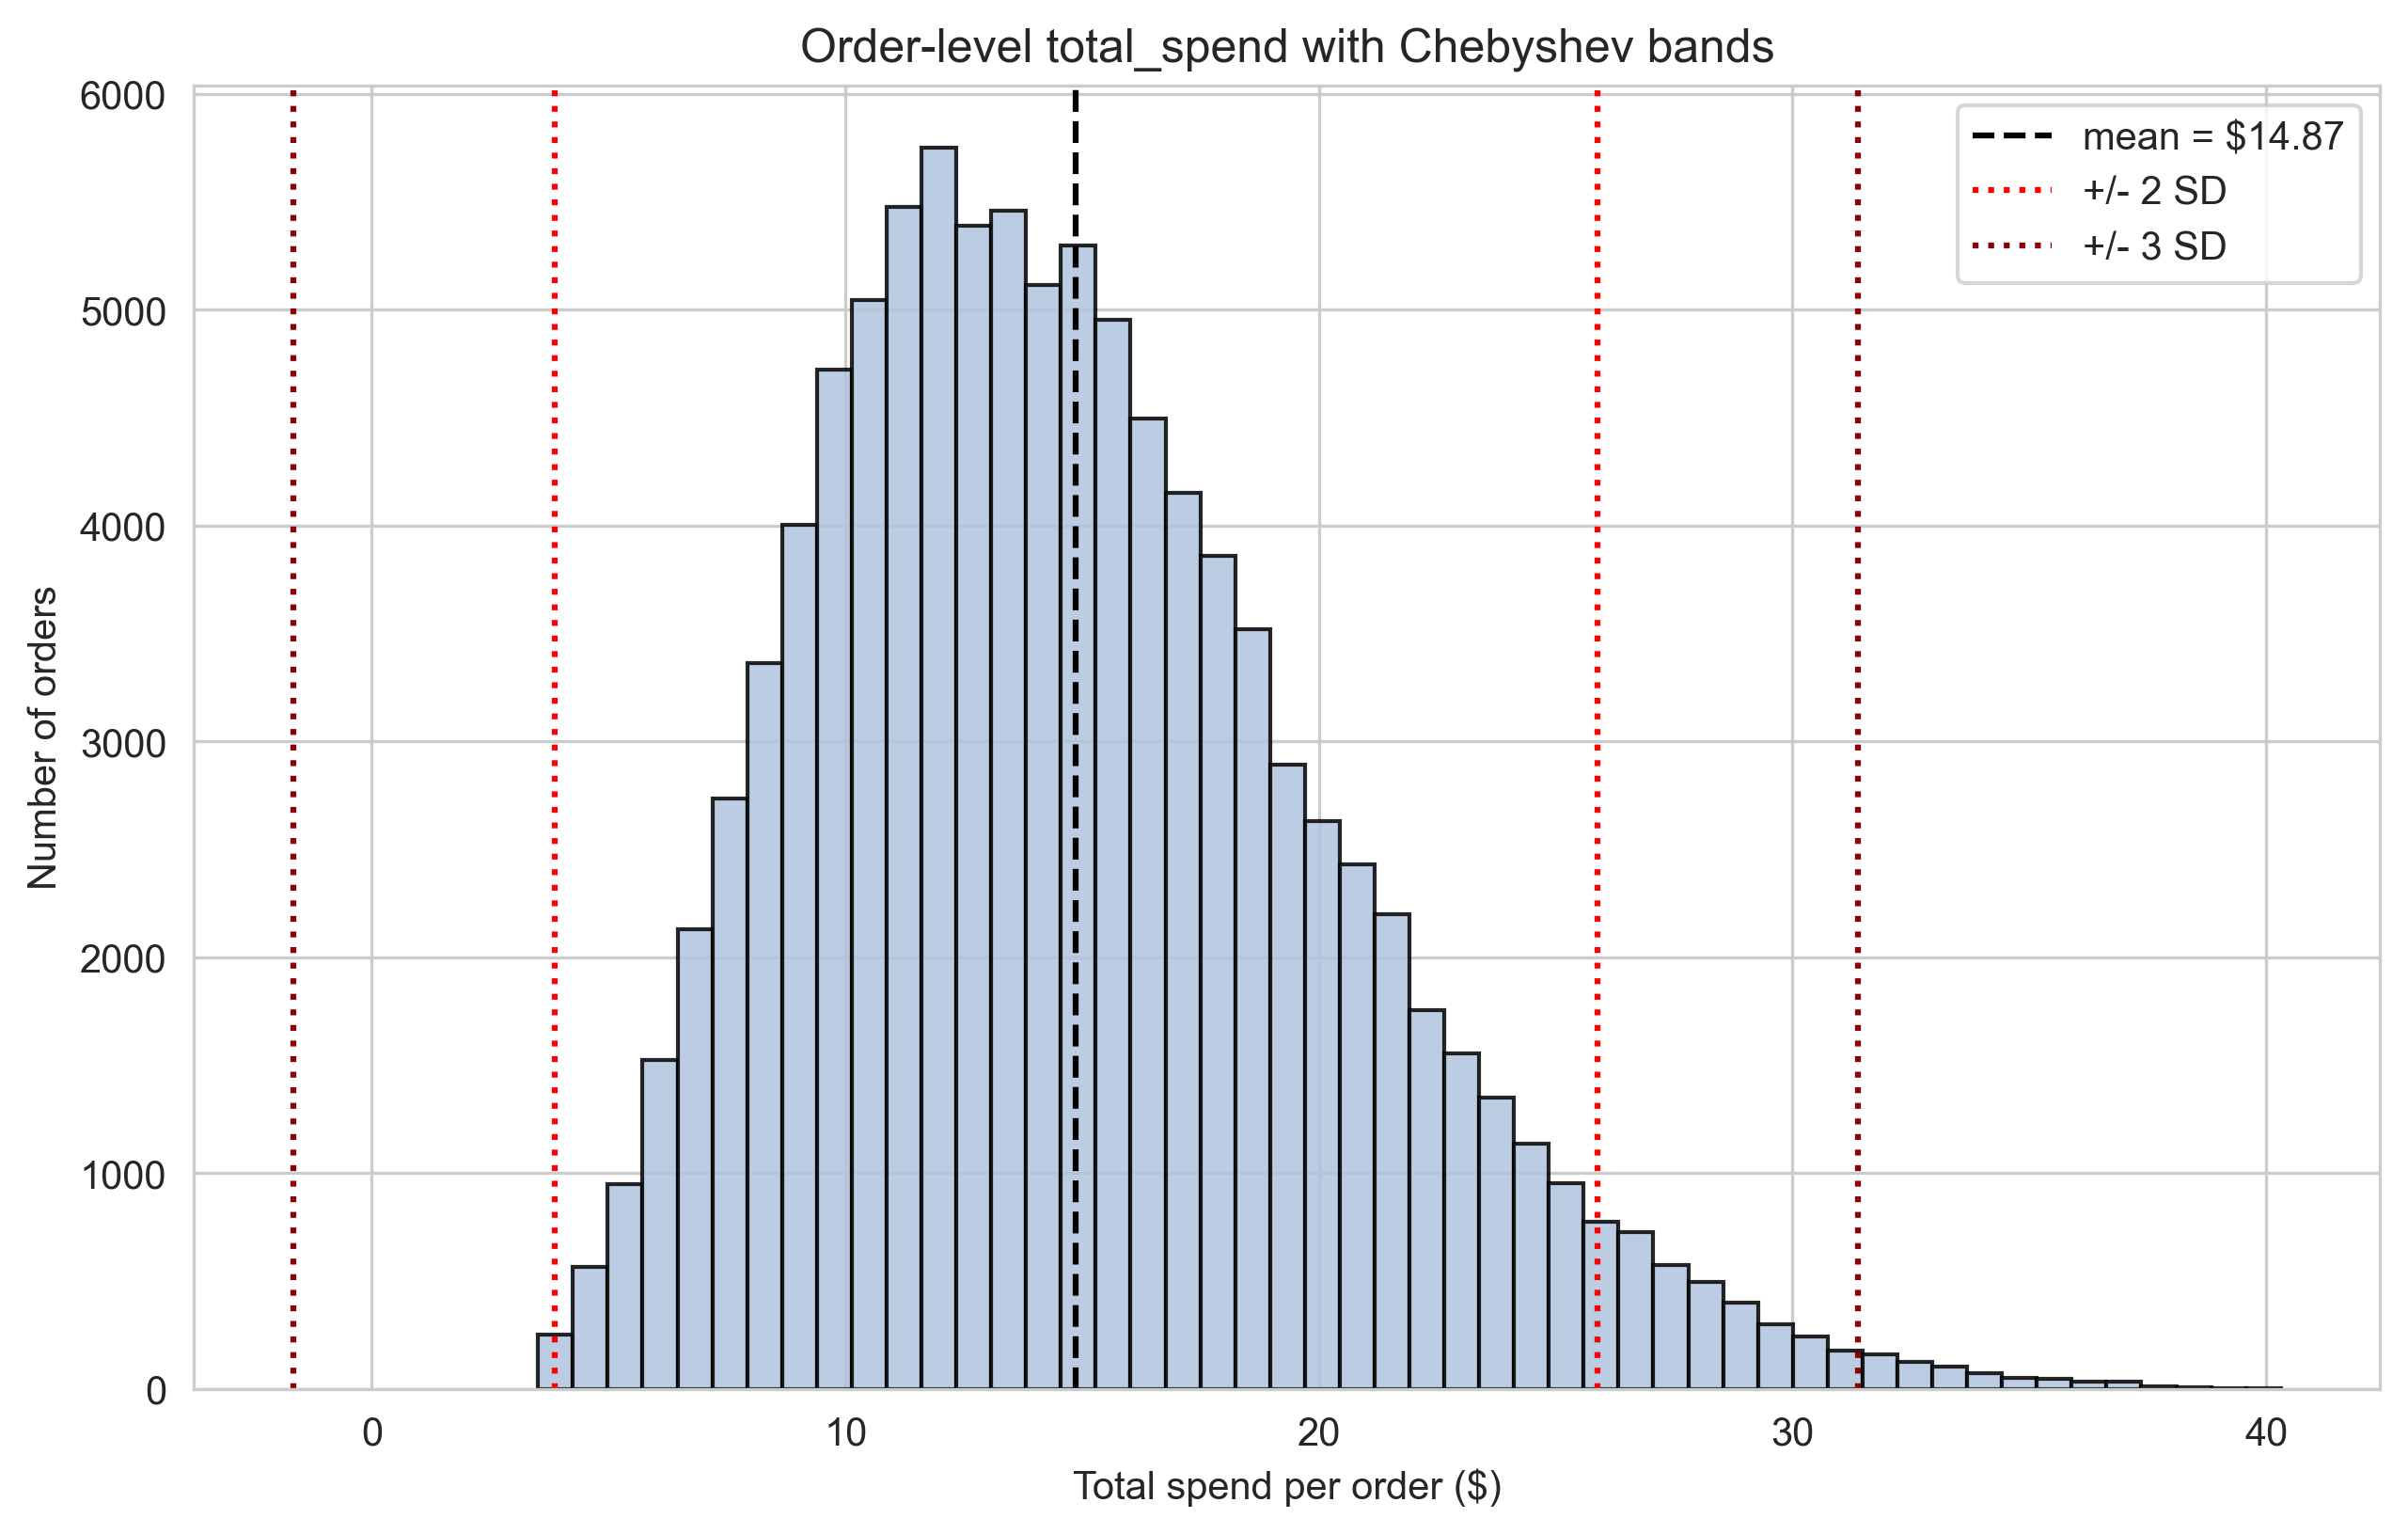 Order-level total_spend with Chebyshev bands
mean = $14.87
+/- 2 SD
+/- 3 SD
Number of orders
6000
5000
4000
3000
2000
1000
0
0 10 20 30 40
Total spend per order ($)